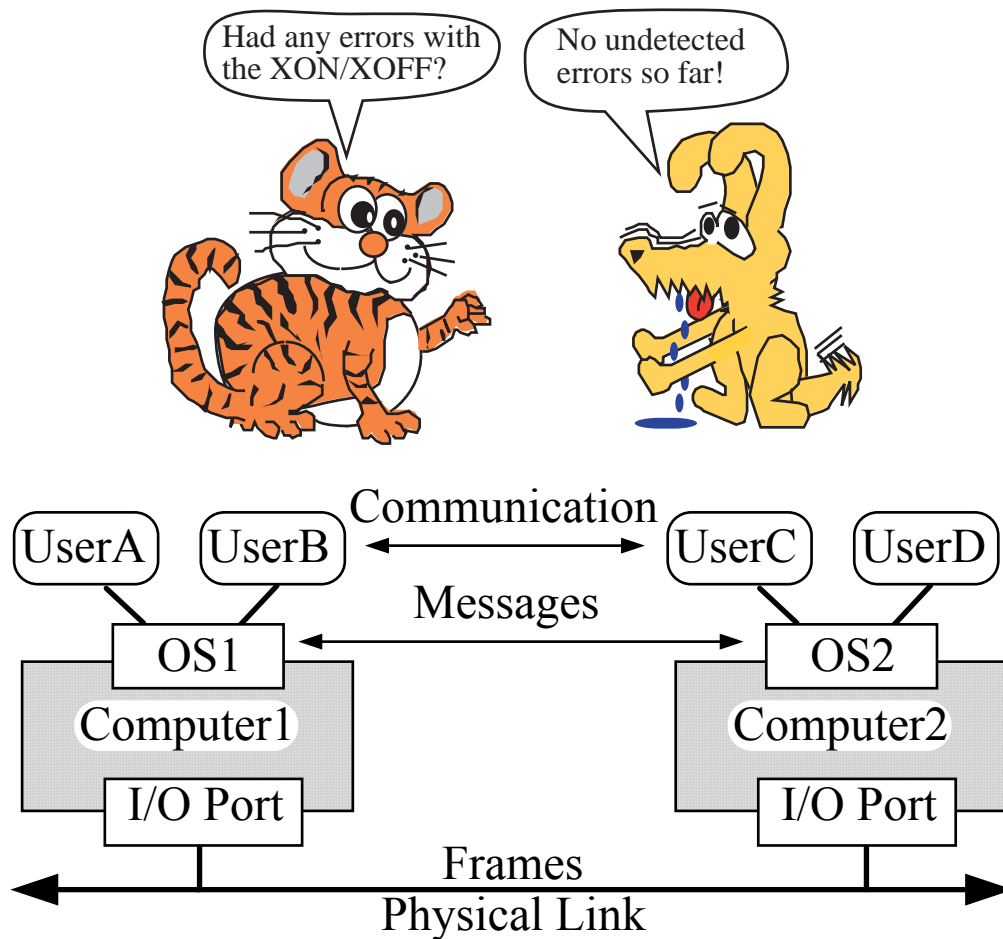 Had any errors with
the XON/XOFF?
No undetected
errors so far!
Communication
UserA
UserB
UserC
UserD
Messages
OS1
OS2
Computer1
Computer2
I/O Port
I/O Port
Frames
Physical Link